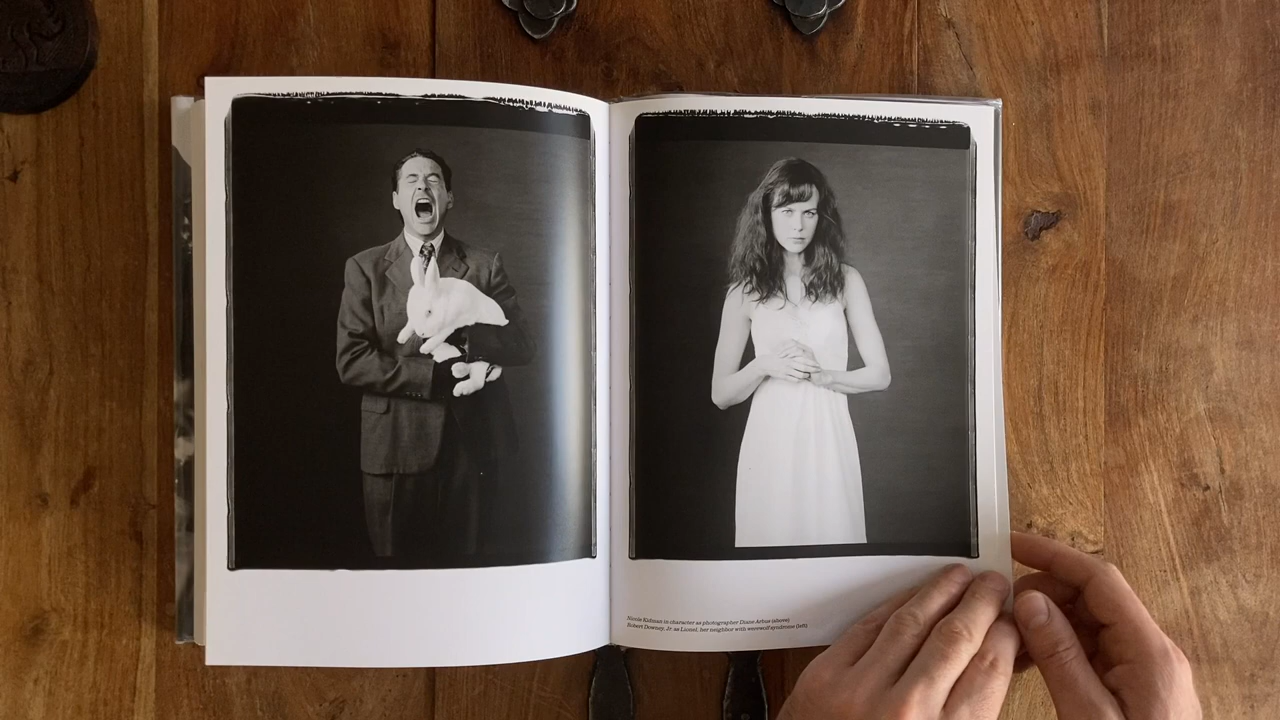 Nicole Kidman in character as photographer Diane Arbus (above)
Robert Downey, Jr. as Lionel, her neighbor with werewolf syndrome (left)